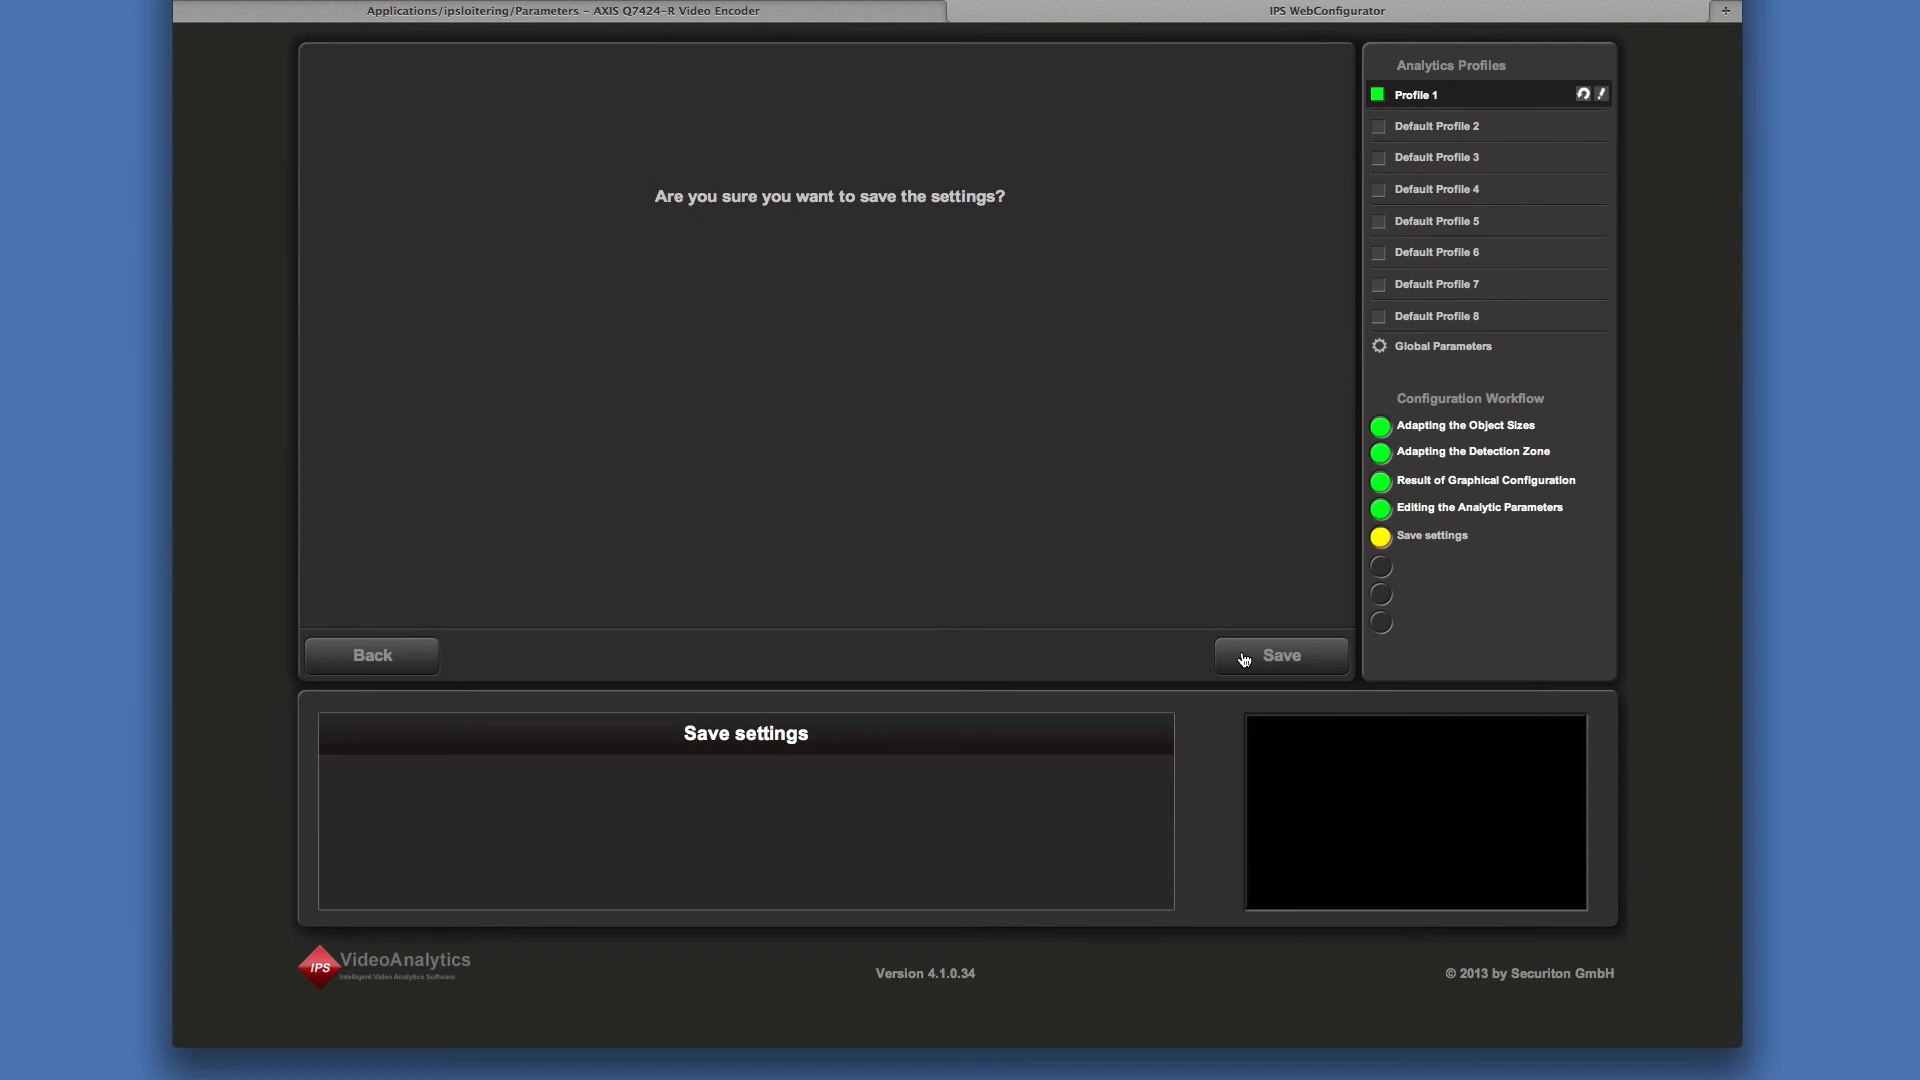 Applications/ipsloitering/Parameters – AXIS Q7424-R Video Encoder
IPS WebConfigurator
+
Are you sure you want to save the settings?
Back
Save
Analytics Profiles
Profile 1
Default Profile 2
Default Profile 3
Default Profile 4
Default Profile 5
Default Profile 6
Default Profile 7
Default Profile 8
Global Parameters
Configuration Workflow
Adapting the Object Sizes
Adapting the Detection Zone
Result of Graphical Configuration
Editing the Analytic Parameters
Save settings
Save settings
IPS VideoAnalytics
Intelligent Video Analytics Software
Version 4.1.0.34
© 2013 by Securiton GmbH